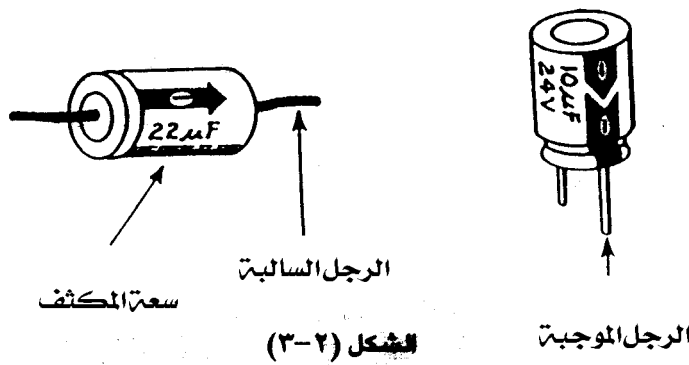 22µF
10µF
24V
الرجل السالبة
سعة المكثف
الرجل الموجبة
الشكل (٢-٣)